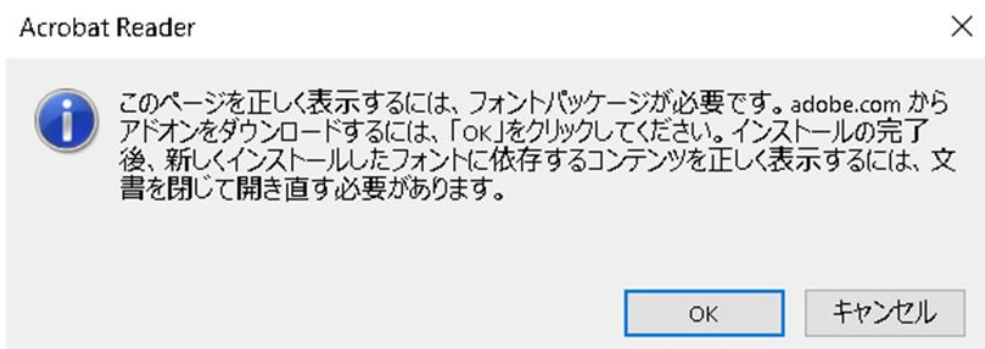 Acrobat Reader
このページを正しく表示するには、フォントパッケージが必要です。adobe.com から
アドオンをダウンロードするには、「OK」をクリックしてください。インストールの完了
後、新しくインストールしたフォントに依存するコンテンツを正しく表示するには、文
書を閉じて開き直す必要があります。
OK
キャンセル